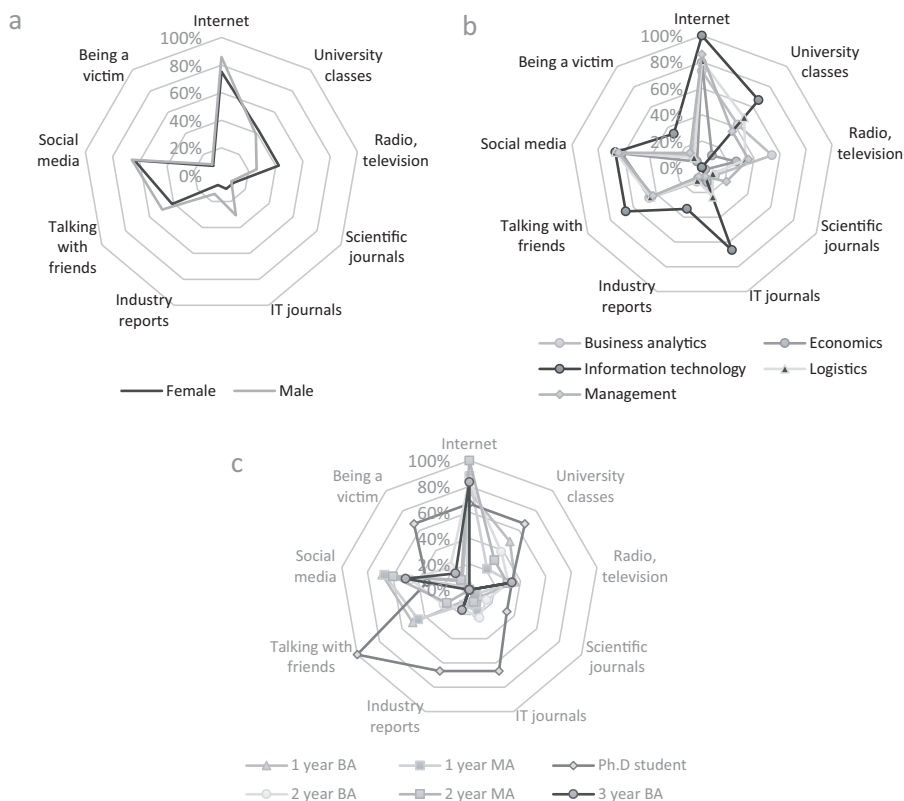 a
Internet
100%
80%
60%
40%
20%
0%
University
classes
Radio,
television
Scientific
journals
IT journals
Industry
reports
Talking
with
friends
Social
media
Being a
victim
Female
Male
b
Internet
100%
80%
60%
40%
20%
0%
University
classes
Radio,
television
Scientific
journals
IT journals
Industry
reports
Talking with
friends
Social media
Being a victim
Business analytics
Economics
Information technology
Logistics
Management
c
Internet
100%
80%
60%
40%
20%
0%
University
classes
Radio,
television
Scientific
journals
IT journals
Industry
reports
Talking with
friends
Social
media
Being a
victim
1 year BA
1 year MA
Ph.D student
2 year BA
2 year MA
3 year BA